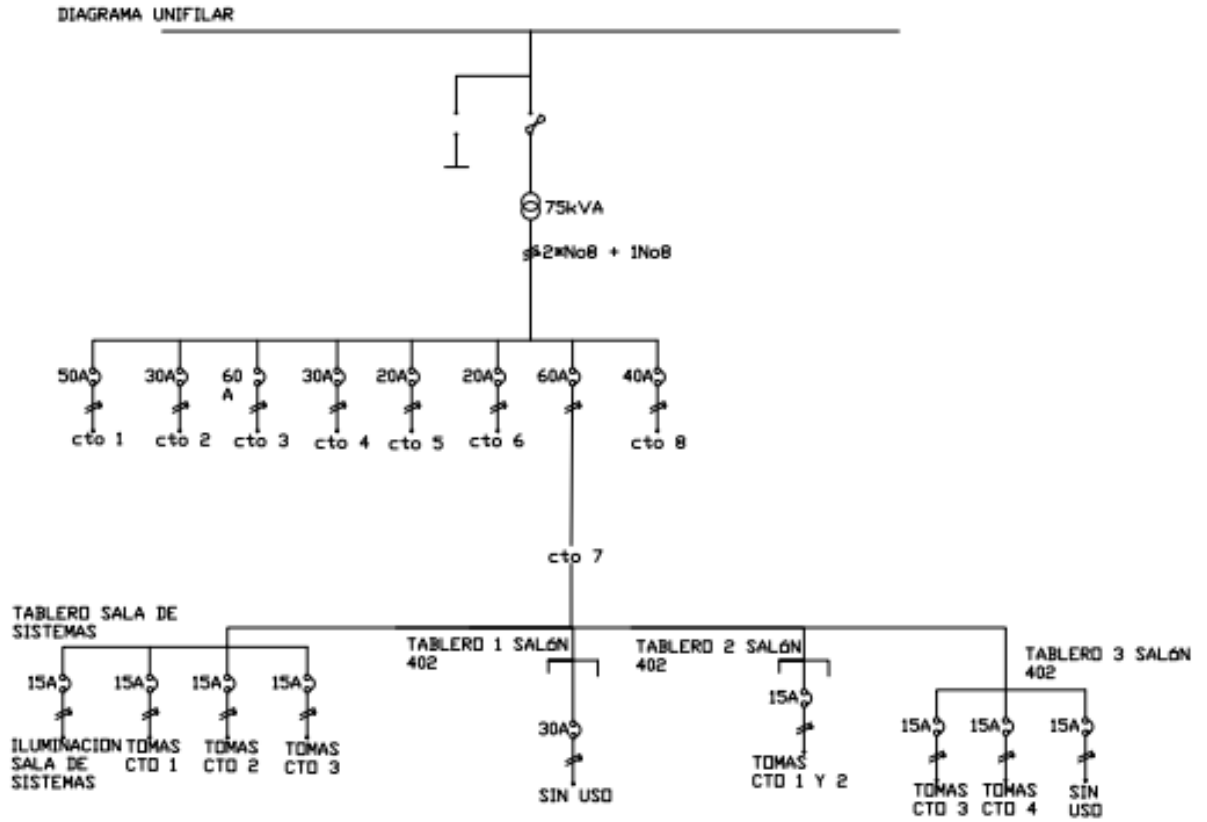 DIAGRAMA UNIFILAR
75kVA
2*No8 + 1No8
50A
30A
60
A
30A
20A
20A
60A
40A
cto 1
cto 2
cto 3
cto 4
cto 5
cto 6
cto 8
cto 7
TABLERO SALA DE
SISTEMAS
15A
15A
15A
15A
ILUMINACION
SALA DE
SISTEMAS
TOMAS
CTO 1
TOMAS
CTO 2
TOMAS
CTO 3
TABLERO 1 SALÓN
402
30A
SIN USO
TABLERO 2 SALÓN
402
15A
TOMAS
CTO 1 Y 2
TABLERO 3 SALÓN
402
15A
15A
15A
TOMAS
CTO 3
TOMAS
CTO 4
SIN
USO